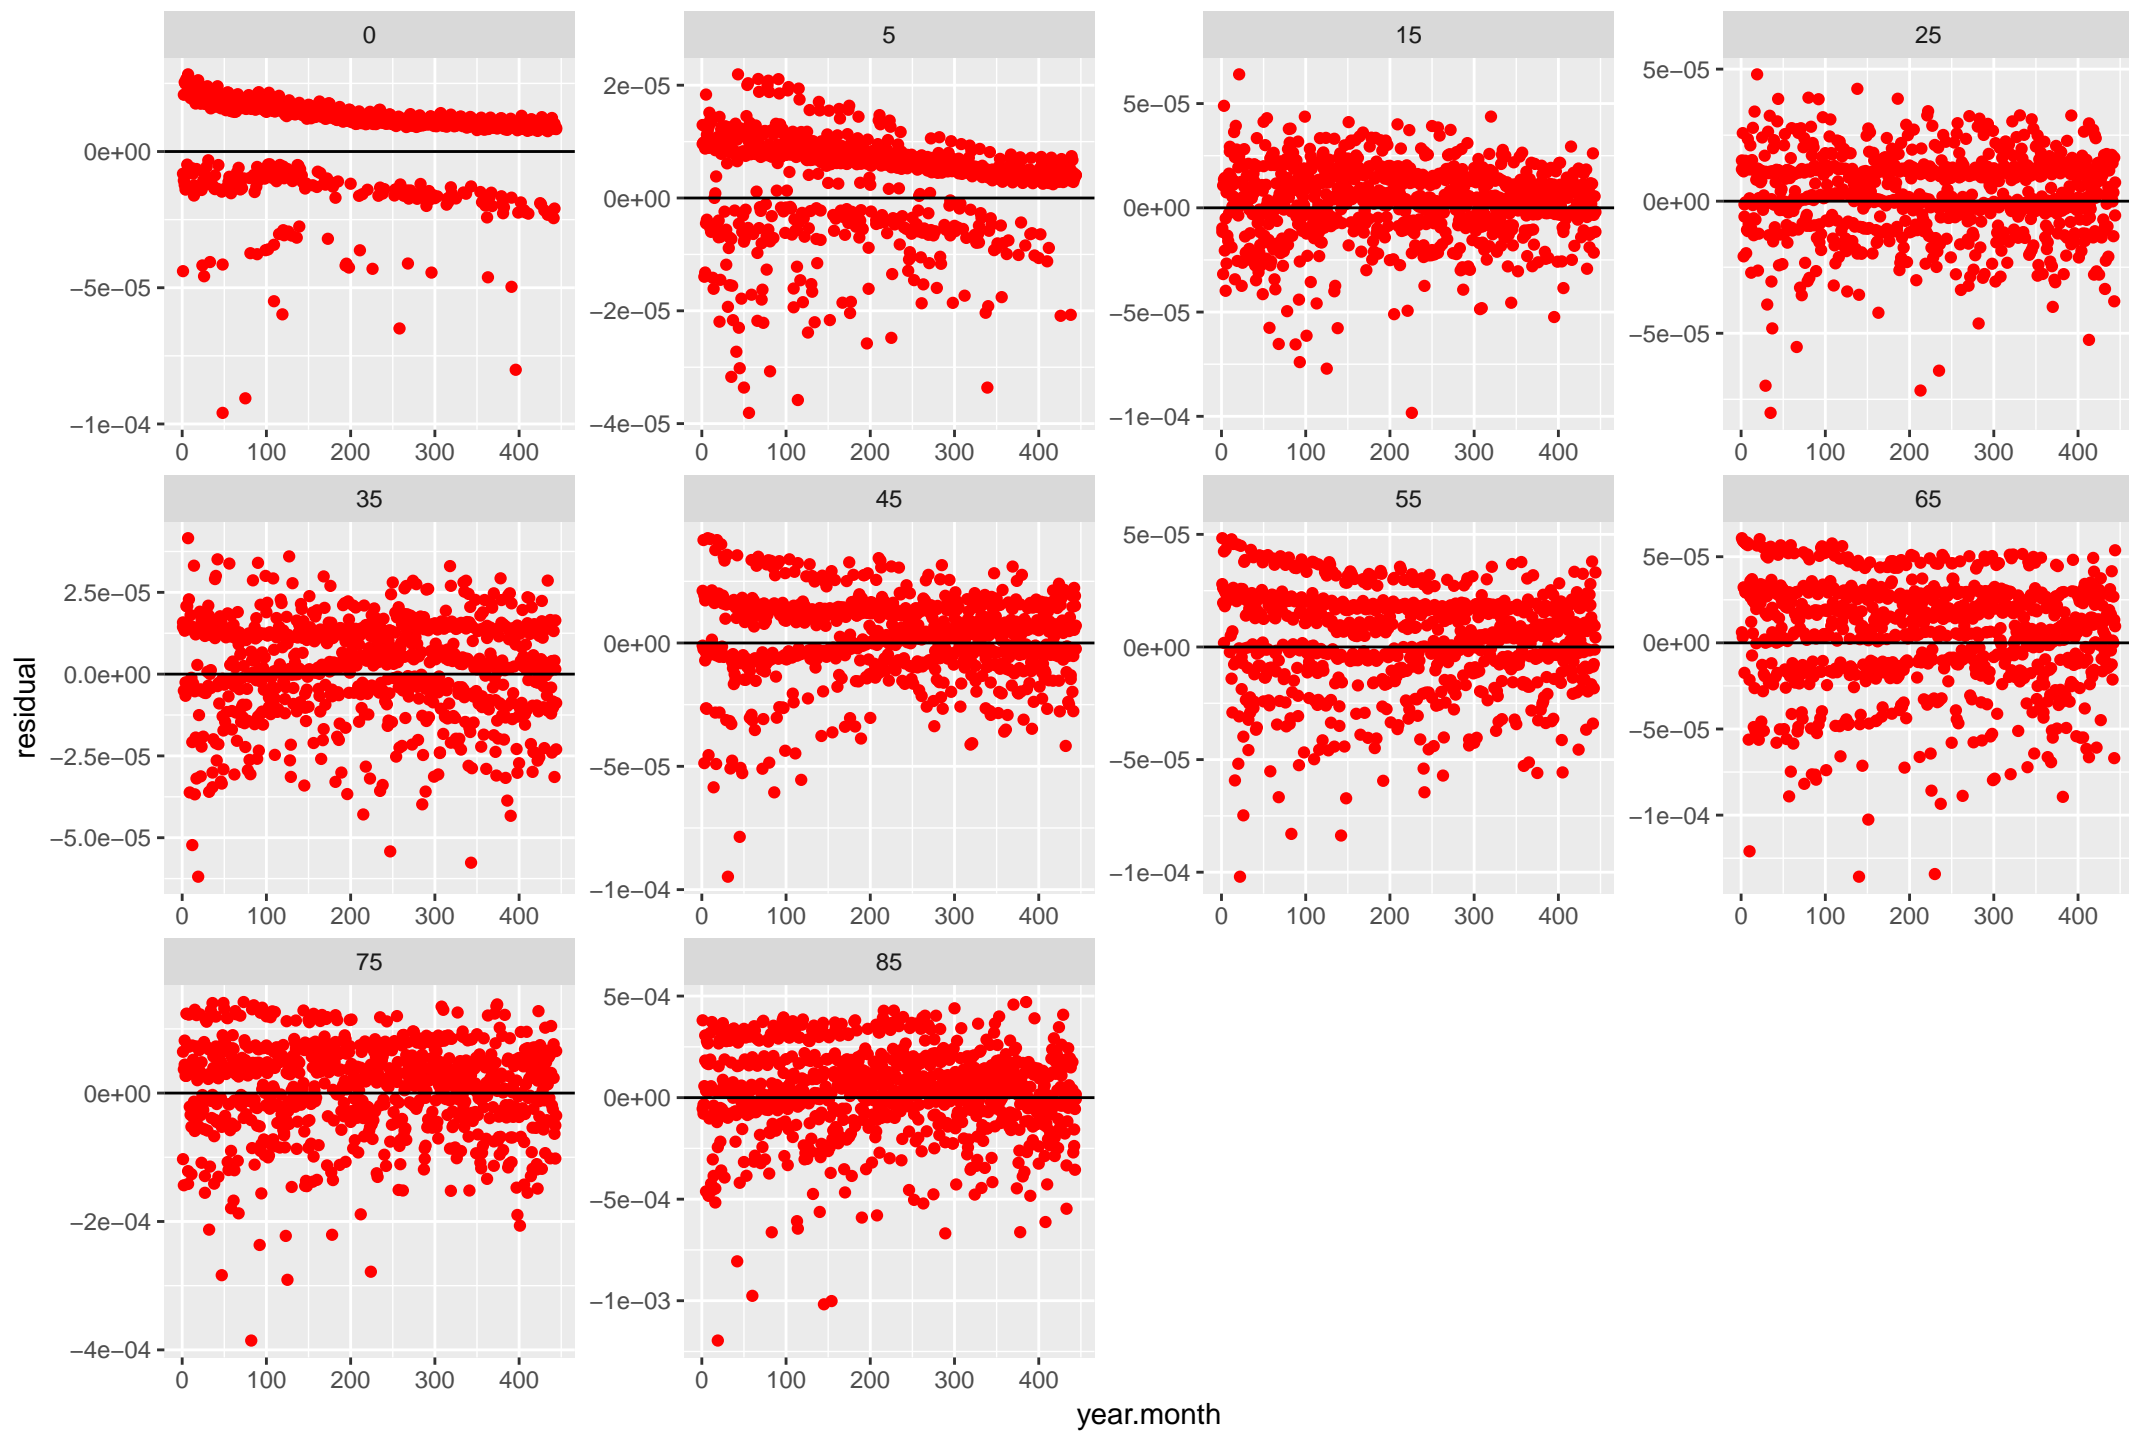 0 5 15 25
0e+00
−5e−05
−1e−04
2e−05
0e+00
−2e−05
−4e−05
5e−05
0e+00
−5e−05
−1e−04
5e−05
0e+00
−5e−05
0 100 200 300 400 0 100 200 300 400 0 100 200 300 400 0 100 200 300 400
35 45 55 65
2.5e−05
0.0e+00
−2.5e−05
−5.0e−05
0e+00
−5e−05
−1e−04
5e−05
0e+00
−5e−05
−1e−04
5e−05
0e+00
−5e−05
−1e−04
0 100 200 300 400 0 100 200 300 400 0 100 200 300 400 0 100 200 300 400
residual
75 85
0e+00
−2e−04
−4e−04
5e−04
0e+00
−5e−04
−1e−03
0 100 200 300 400 0 100 200 300 400
year.month